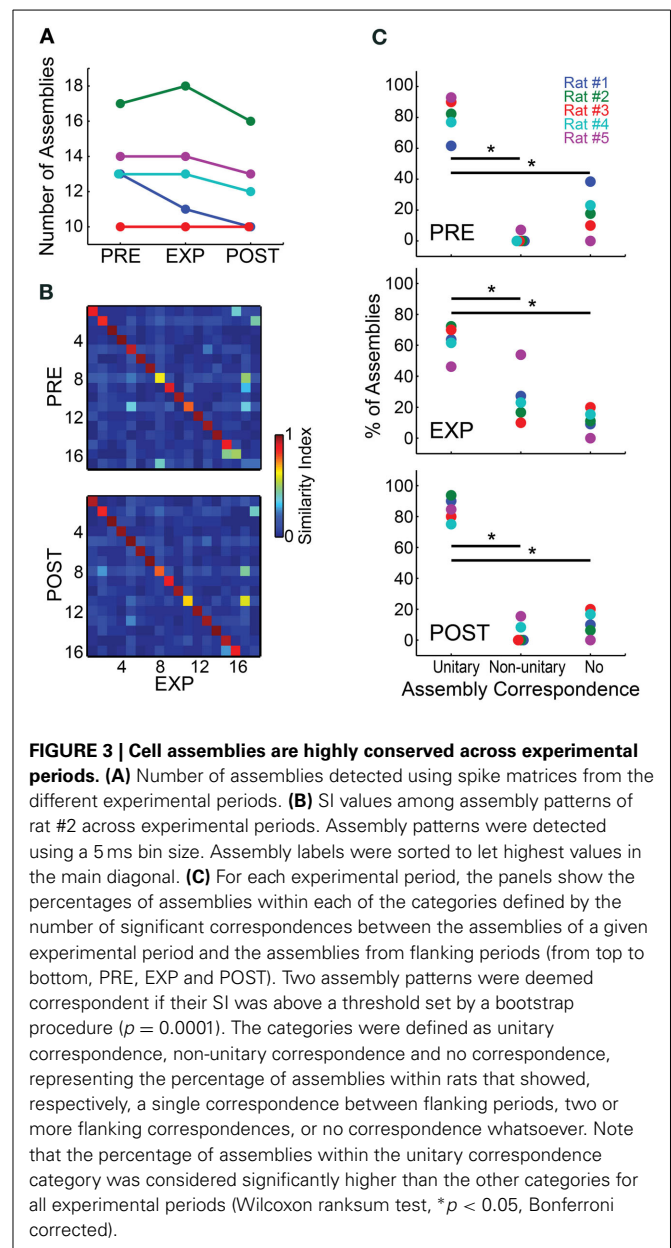 A
Number of Assemblies
18
16
14
12
10
PRE EXP POST
B
PRE
4
8
12
16
POST
4
8
12
16
4 8 12 16
EXP
1
0
Similarity Index
C
Rat #1
Rat #2
Rat #3
Rat #4
Rat #5
% of Assemblies
100
80
60
40
20
0
*
*
PRE
100
80
60
40
20
0
*
*
EXP
100
80
60
40
20
0
*
*
POST
Unitary Non-unitary No
Assembly Correspondence
FIGURE 3 | Cell assemblies are highly conserved across experimental
periods. (A) Number of assemblies detected using spike matrices from the
different experimental periods. (B) SI values among assembly patterns of
rat #2 across experimental periods. Assembly patterns were detected
using a 5 ms bin size. Assembly labels were sorted to let highest values in
the main diagonal. (C) For each experimental period, the panels show the
percentages of assemblies within each of the categories defined by the
number of significant correspondences between the assemblies of a given
experimental period and the assemblies from flanking periods (from top to
bottom, PRE, EXP and POST). Two assembly patterns were deemed
correspondent if their SI was above a threshold set by a bootstrap
procedure (p = 0.0001). The categories were defined as unitary
correspondence, non-unitary correspondence and no correspondence,
representing the percentage of assemblies within rats that showed,
respectively, a single correspondence between flanking periods, two or
more flanking correspondences, or no correspondence whatsoever. Note
that the percentage of assemblies within the unitary correspondence
category was considered significantly higher than the other categories for
all experimental periods (Wilcoxon ranksum test, *p < 0.05, Bonferroni
corrected).